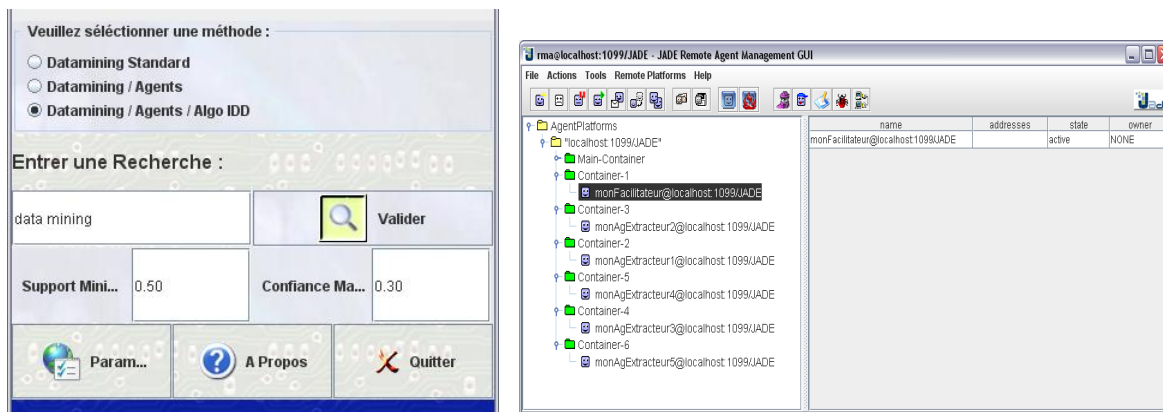 Veuillez séléctionner une méthode :
Datamining Standard
Datamining / Agents
Datamining / Agents / Algo IDD
Entrer une Recherche :
data mining
Valider
Support Mini... 0.50 Confiance Ma... 0.30
Param... A Propos Quitter
rma@localhost:1099/JADE - JADE Remote Agent Management GUI
File Actions Tools Remote Platforms Help
AgentPlatforms
"localhost:1099/JADE"
Main-Container
Container-1
monFacilitateur@localhost:1099/JADE
Container-3
monAgExtracteur2@localhost:1099/JADE
Container-2
monAgExtracteur1@localhost:1099/JADE
Container-5
monAgExtracteur4@localhost:1099/JADE
Container-4
monAgExtracteur3@localhost:1099/JADE
Container-6
monAgExtracteur5@localhost:1099/JADE
name addresses state owner
monFacilitateur@localhost:1099/JADE active NONE